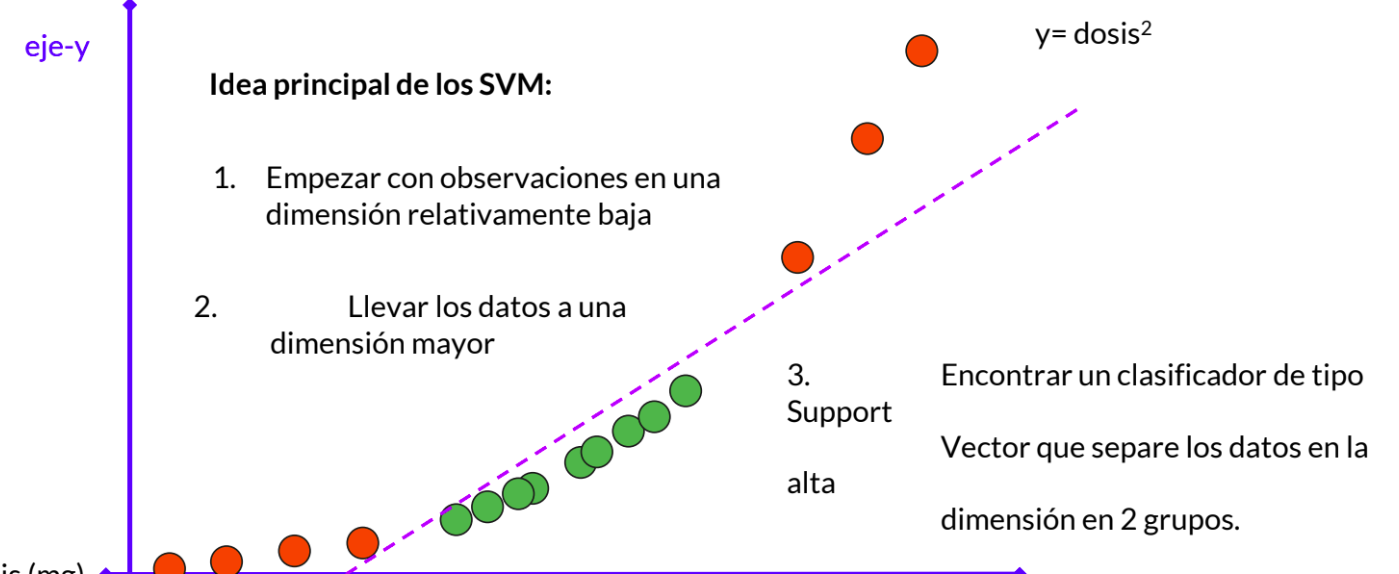 eje-y
y= dosis²
Idea principal de los SVM:
1. Empezar con observaciones en una
dimensión relativamente baja
2. Llevar los datos a una
dimensión mayor
3. Encontrar un clasificador de tipo
Support
Vector que separe los datos en la
alta
dimensión en 2 grupos.
(mg)